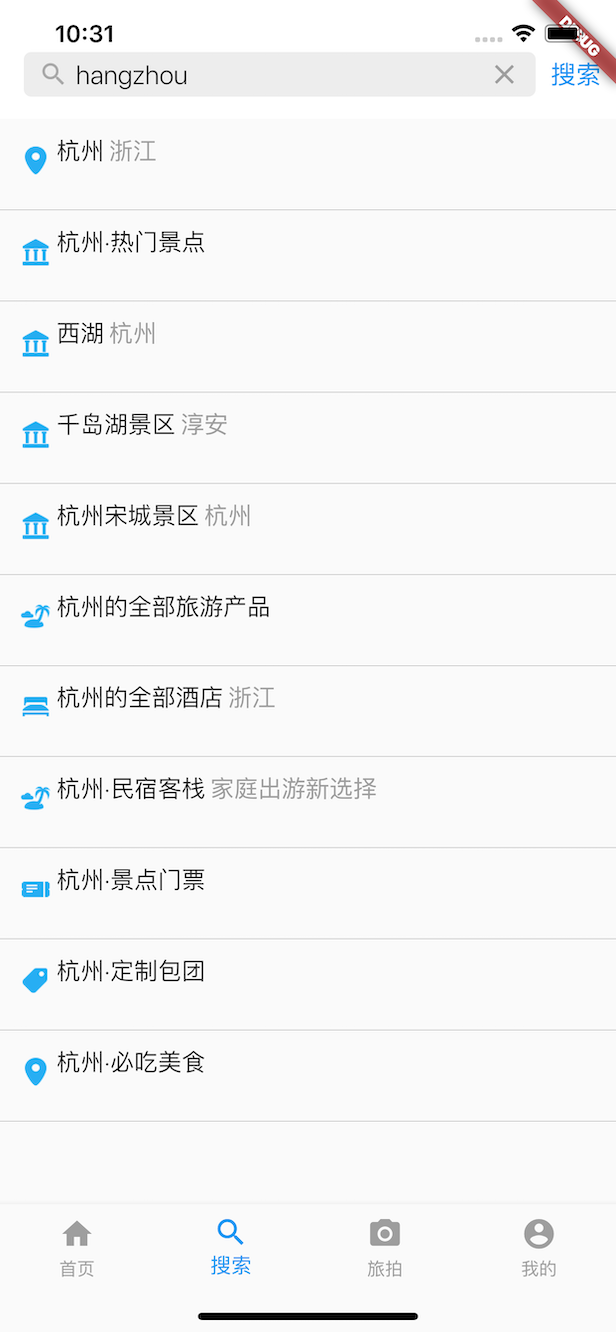 10:31
DEBUG
hangzhou
搜索
杭州 浙江
杭州·热门景点
西湖 杭州
千岛湖景区 淳安
杭州宋城景区 杭州
杭州的全部旅游产品
杭州的全部酒店 浙江
杭州·民宿客栈 家庭出游新选择
杭州·景点门票
杭州·定制包团
杭州·必吃美食
首页
搜索
旅拍
我的